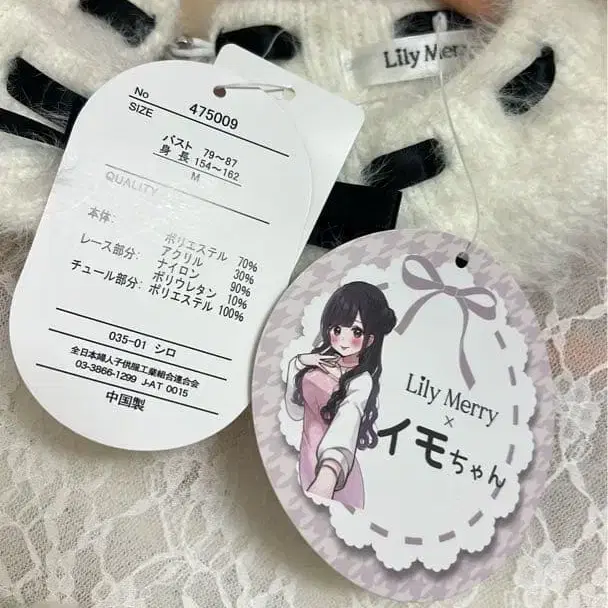 No 475009
SIZE
バスト 79～87
身長 154～162
M
QUALITY
本体: ポリエステル 70%
アクリル 30%
レース部分: ナイロン 90%
ポリウレタン 10%
チュール部分: ポリエステル 100%
035-01 シロ
全日本婦人子供服工業組合連合会
03-3866-1299 J-AT 0015
中国製
Lily Merry
Lily Merry
×
イモちゃん